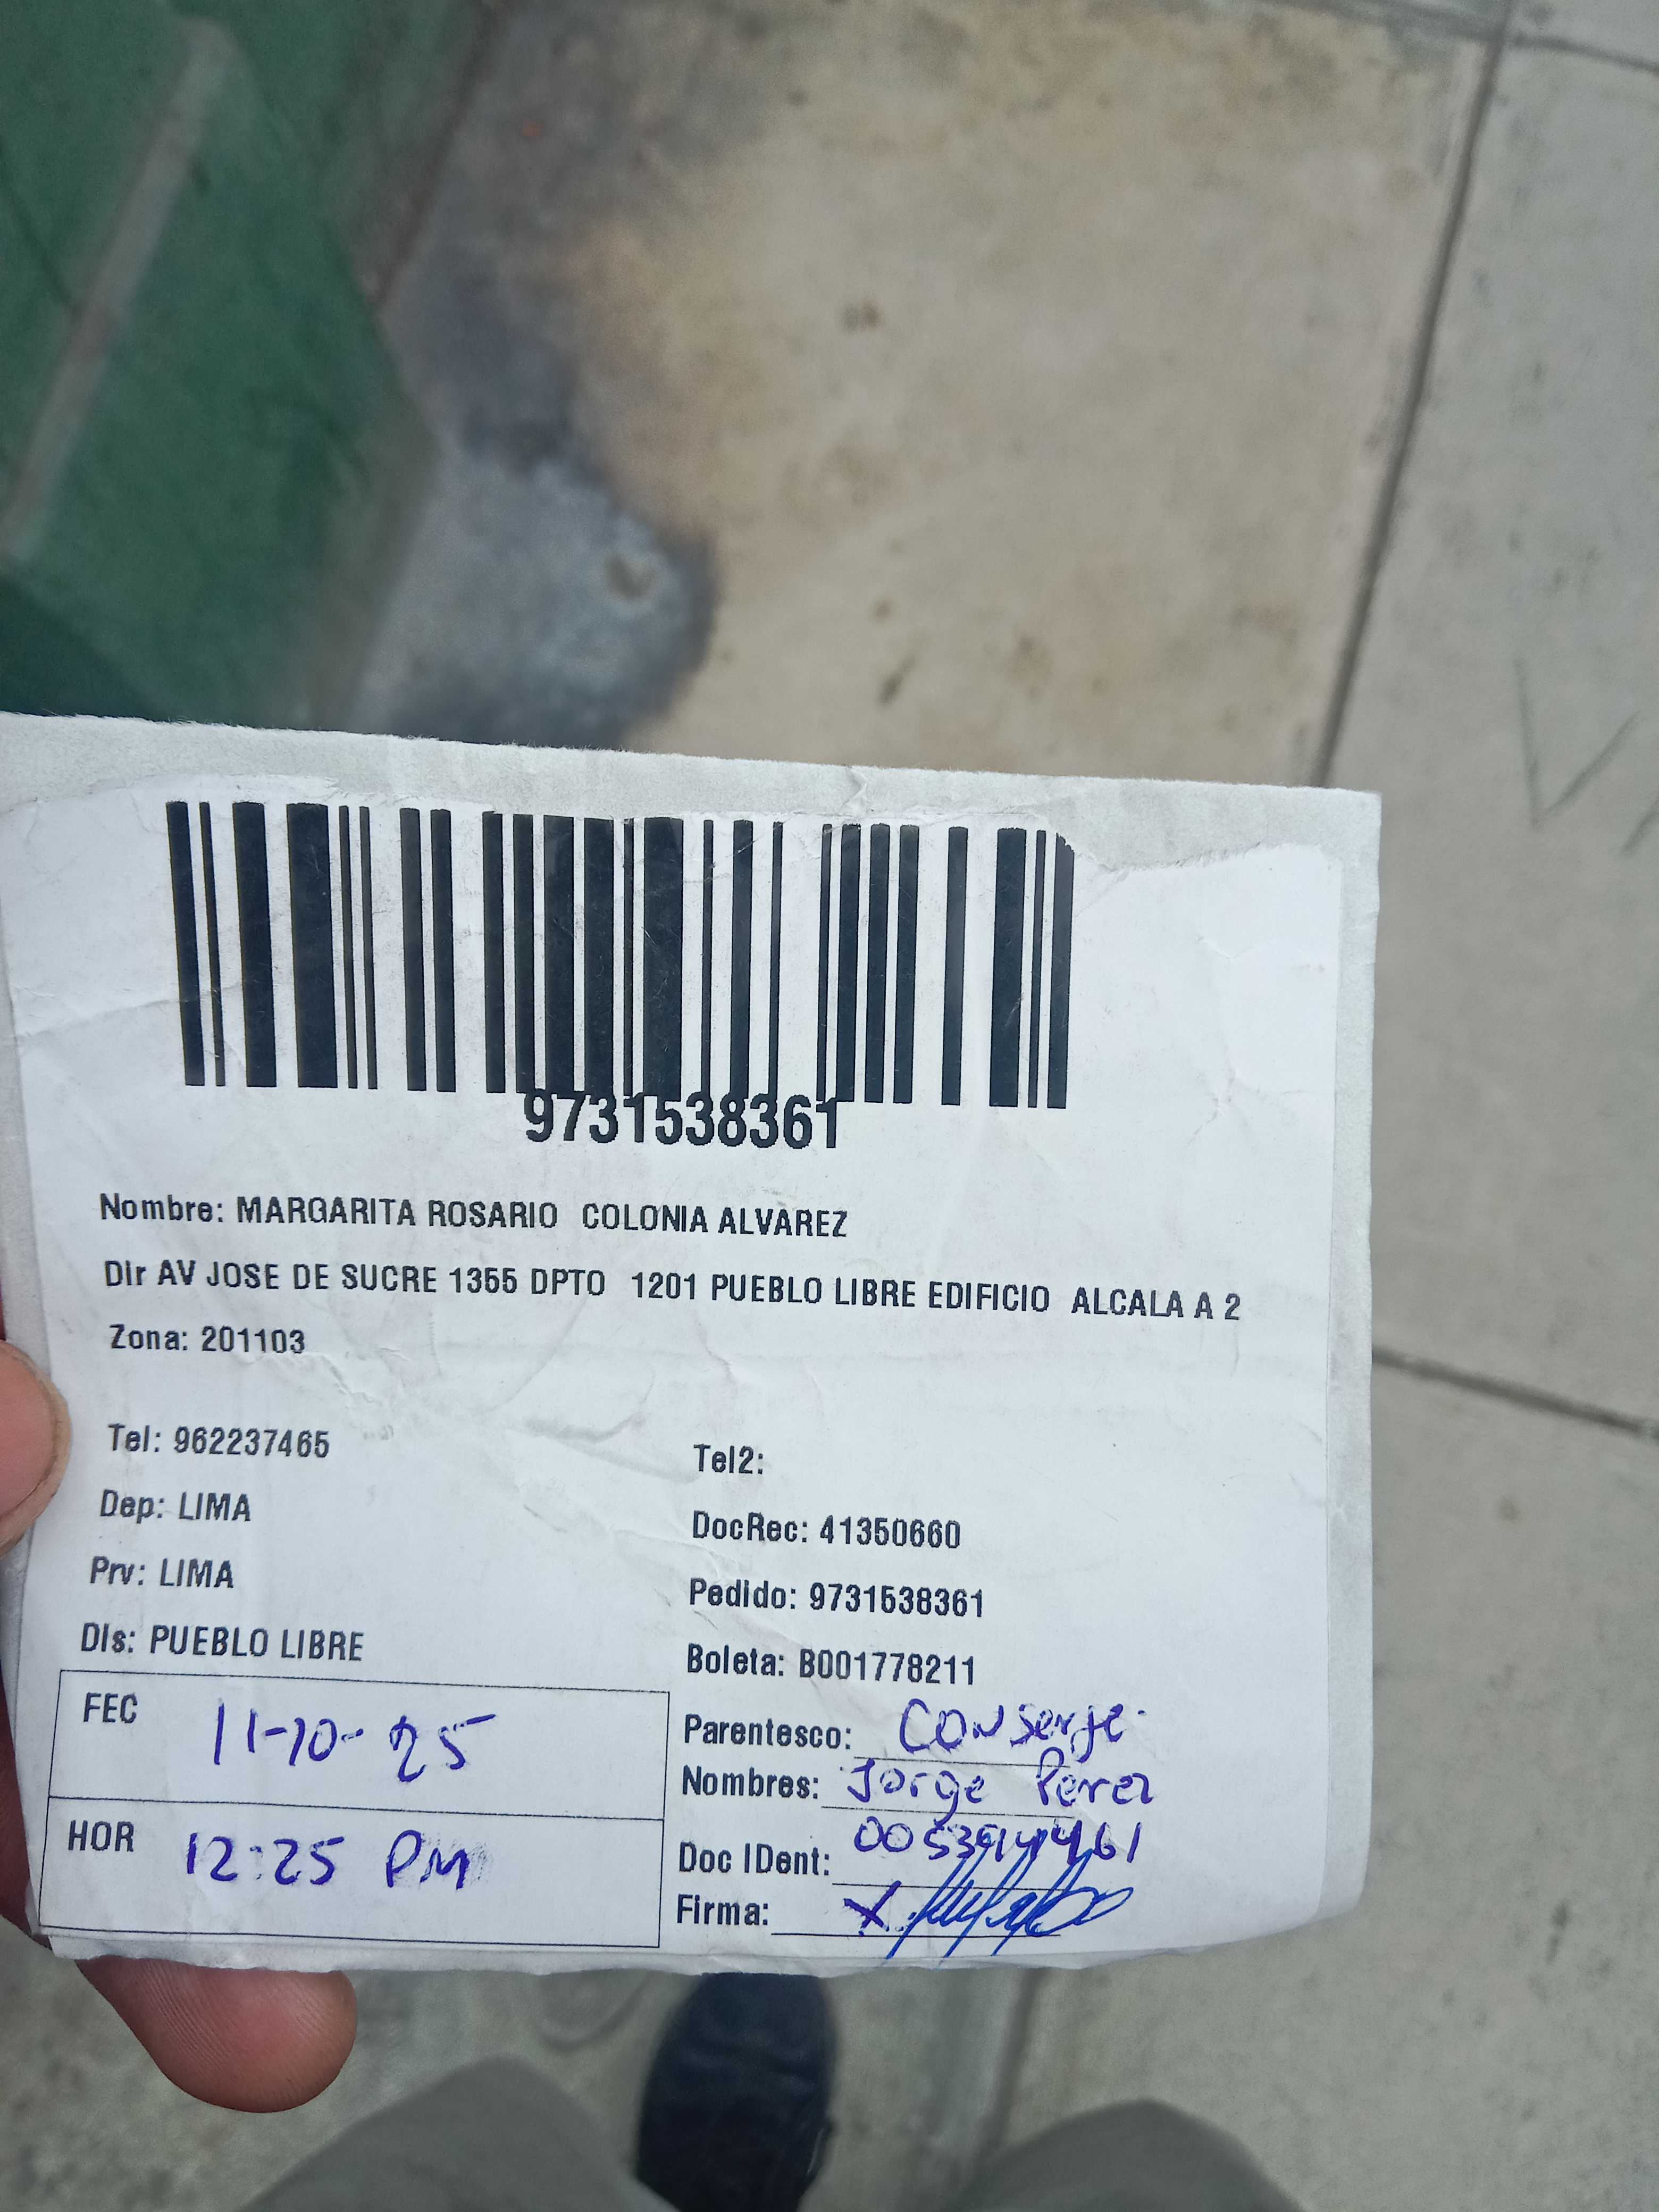 9731538361
Nombre: MARGARITA ROSARIO COLONIA ALVAREZ
Dir AV JOSE DE SUCRE 1355 DPTO 1201 PUEBLO LIBRE EDIFICIO ALCALA A 2
Zona: 201103
Tel: 962237465
Tel2:
Dep: LIMA
DocRec: 41350660
Prv: LIMA
Pedido: 9731538361
Dis: PUEBLO LIBRE
Boleta: B001778211
FEC 11-10-25
Parentesco: Conserje
Nombres: Jorge Perez
HOR 12:25 PM
Doc IDent:
Firma: X